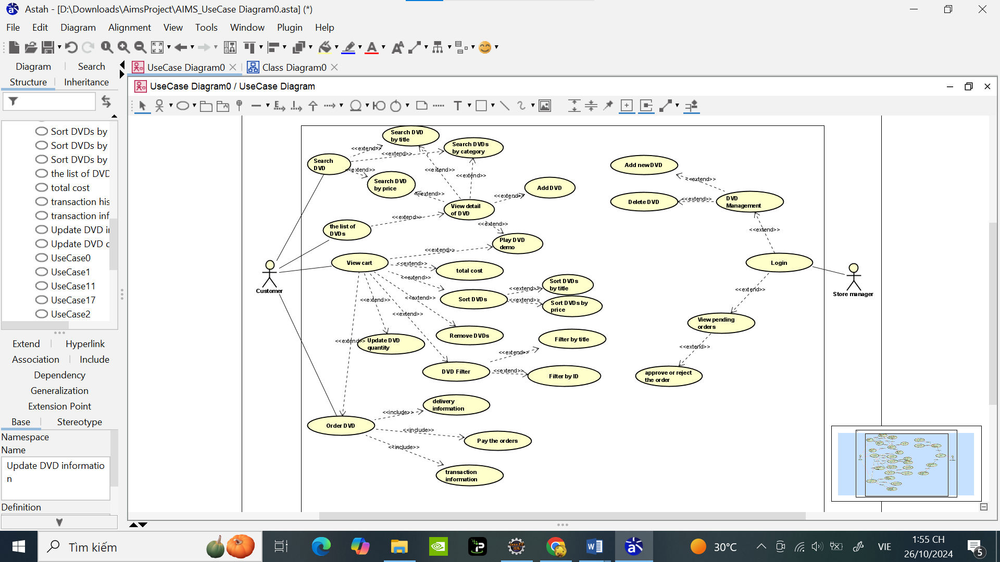 Astah - [D:\Downloads\AimsProject\AIMS_UseCase Diagram0.asta] (*)
File Edit Diagram Alignment View Tools Window Plugin Help
Diagram Search
Structure Inheritance
UseCase Diagram0
Class Diagram0
UseCase Diagram0 / UseCase Diagram
Sort DVDs by
Sort DVDs by
Sort DVDs by
the list of DVD
total cost
transaction his
transaction inf
Update DVD in
Update DVD
UseCase0
UseCase1
UseCase11
UseCase17
UseCase2
Extend Hyperlink
Association Include
Dependency
Generalization
Extension Point
Base Stereotype
Namespace
Name
Update DVD informatio
n
Definition
Search DVD
by title
Search DVDs
by category
<<extend>>
<<extend>>
Search
DVD
<<extend>>
<<extend>>
<<extend>>
Search DVD
by price
<<extend>>
View detail
of DVD
<<extend>>
Add DVD
<<extend>>
the list of
DVDs
<<extend>>
Play DVD
demo
<<extend>>
View cart
<<extend>>
total cost
<<extend>>
Sort DVDs
<<extend>>
Sort DVDs
by title
<<extend>>
Sort DVDs by
price
Customer
<<extend>>
<<extend>>
<<extend>>
Remove DVDs
<<extend>>
Update DVD
quantity
Filter by title
<<extend>>
DVD Filter
<<extend>>
Filter by ID
delivery
information
<<include>>
Order DVD
<<include>>
Pay the orders
<<include>>
transaction
information
Add new DVD
<<extend>>
Delete DVD
<<extend>>
DVD
Management
<<extend>>
Login
Store manager
<<extend>>
View pending
orders
<<extend>>
approve or reject
the order
Tìm kiếm
30°C
VIE
1:55 CH
26/10/2024
5